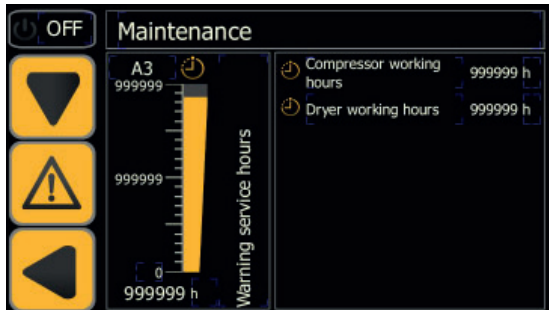 OFF
Maintenance
A3
999999
999999
0
999999 h
Warning service hours
Compressor working
hours
999999 h
Dryer working hours
999999 h